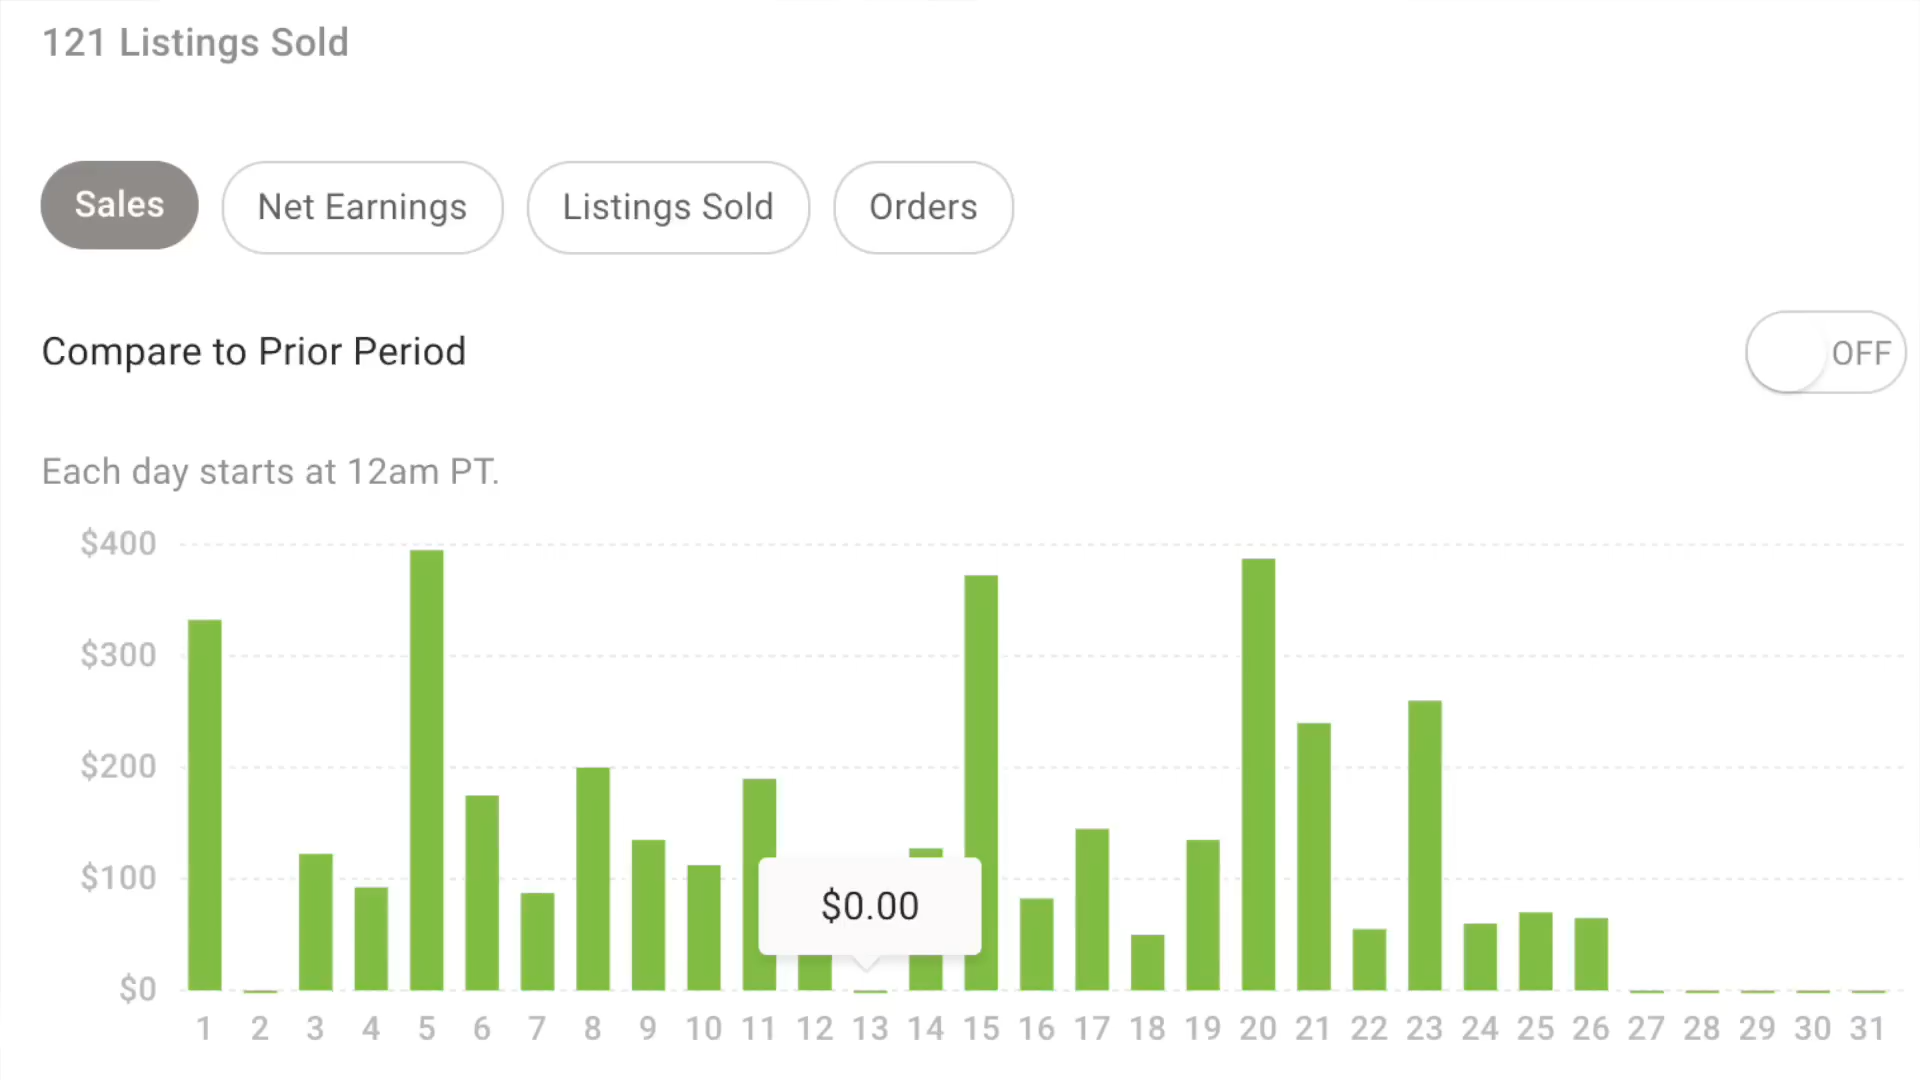 121 Listings Sold
Sales Net Earnings Listings Sold Orders
Compare to Prior Period OFF
Each day starts at 12am PT.
$400
$300
$200
$100
$0.00
$0
1 2 3 4 5 6 7 8 9 10 11 12 13 14 15 16 17 18 19 20 21 22 23 24 25 26 27 28 29 30 31